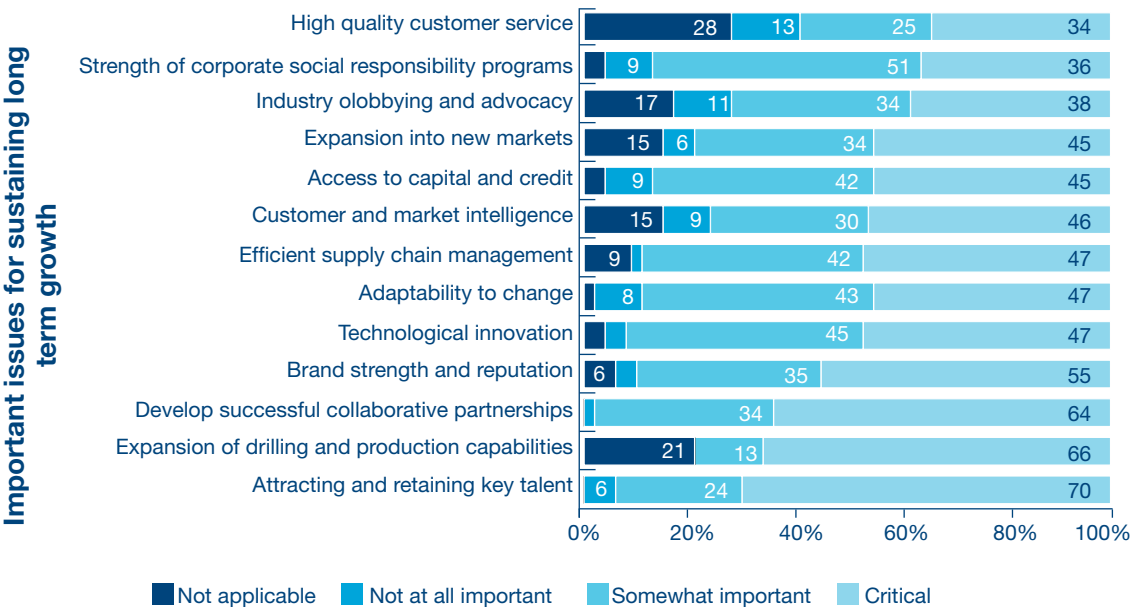 Important issues for sustaining long
term growth
High quality customer service 28 13 25 34
Strength of corporate social responsibility programs 9 51 36
Industry olobbying and advocacy 17 11 34 38
Expansion into new markets 15 6 34 45
Access to capital and credit 9 42 45
Customer and market intelligence 15 9 30 46
Efficient supply chain management 9 42 47
Adaptability to change 8 43 47
Technological innovation 45 47
Brand strength and reputation 6 35 55
Develop successful collaborative partnerships 34 64
Expansion of drilling and production capabilities 21 13 66
Attracting and retaining key talent 6 24 70
0% 20% 40% 60% 80% 100%
Not applicable Not at all important Somewhat important Critical